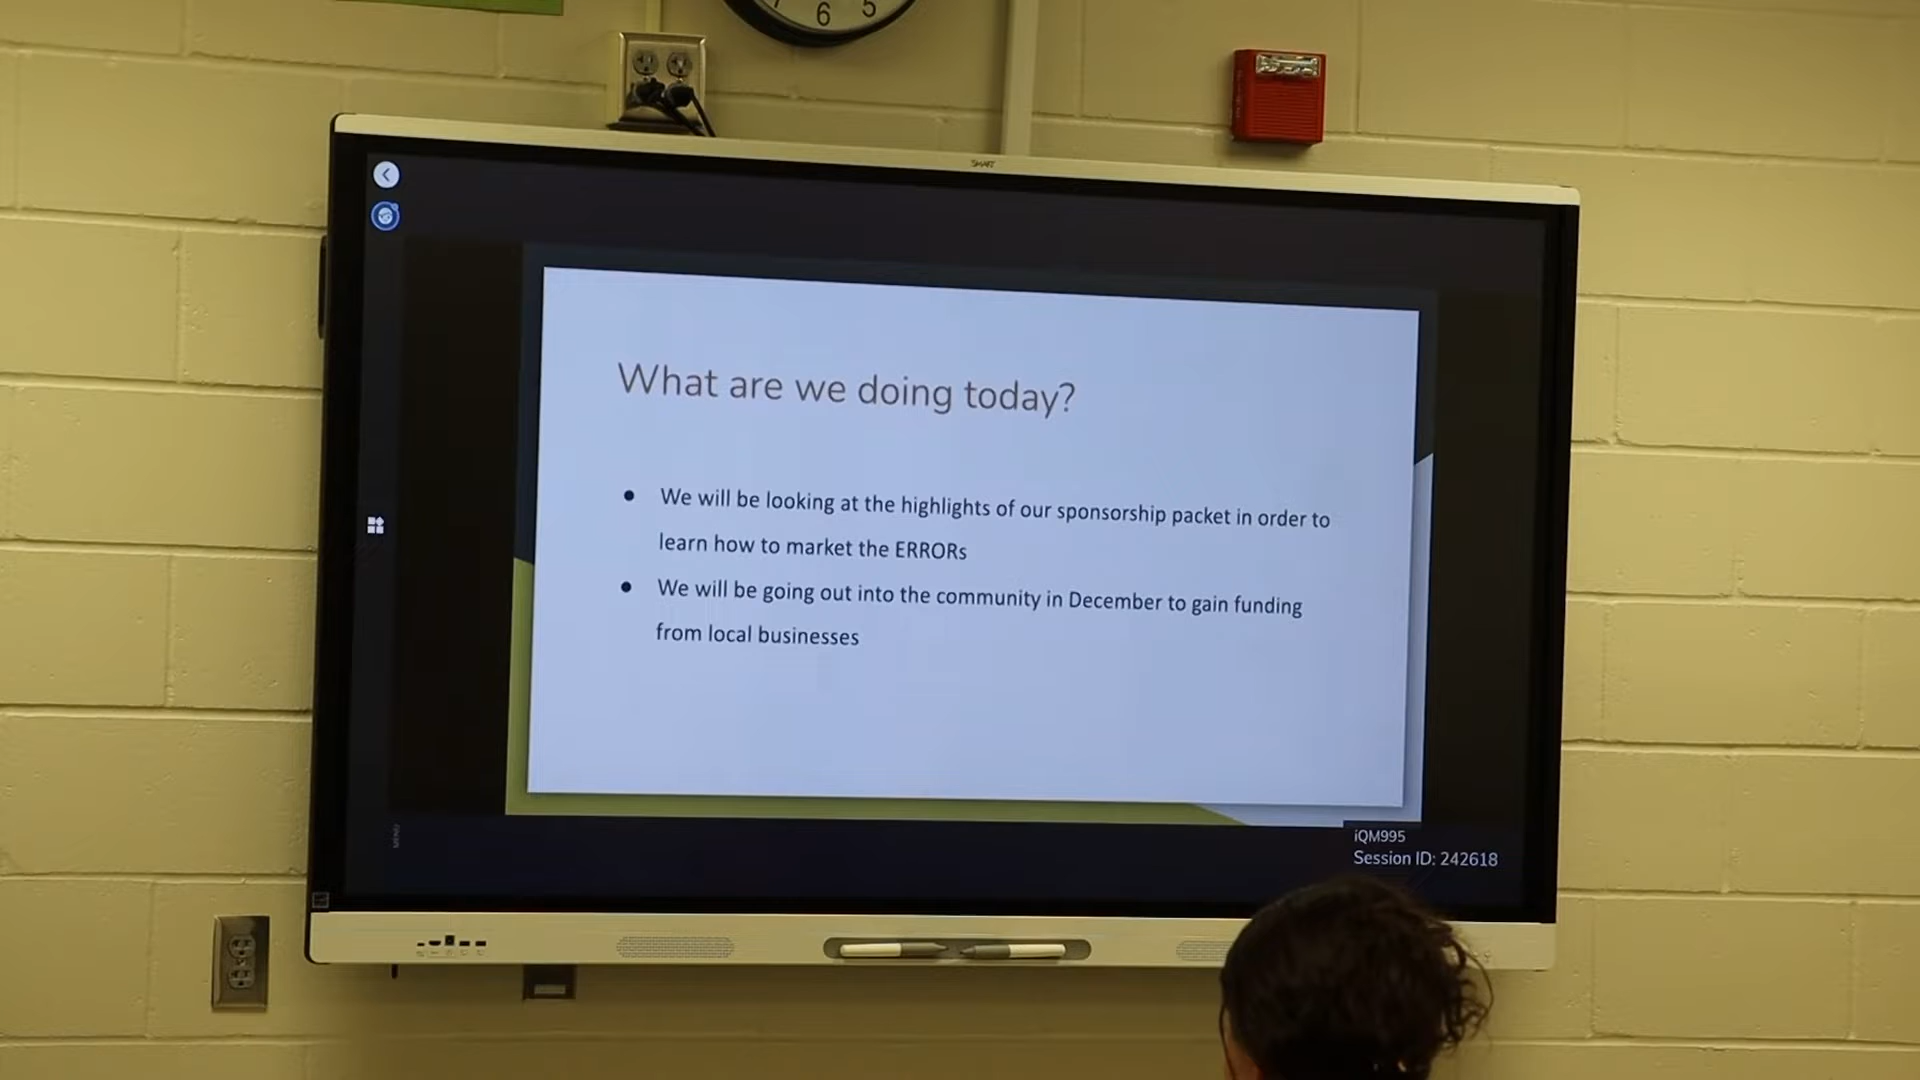 7 6 5
SMART
What are we doing today?
• We will be looking at the highlights of our sponsorship packet in order to
learn how to market the ERRORs
• We will be going out into the community in December to gain funding
from local businesses
iQM995
Session ID: 242618